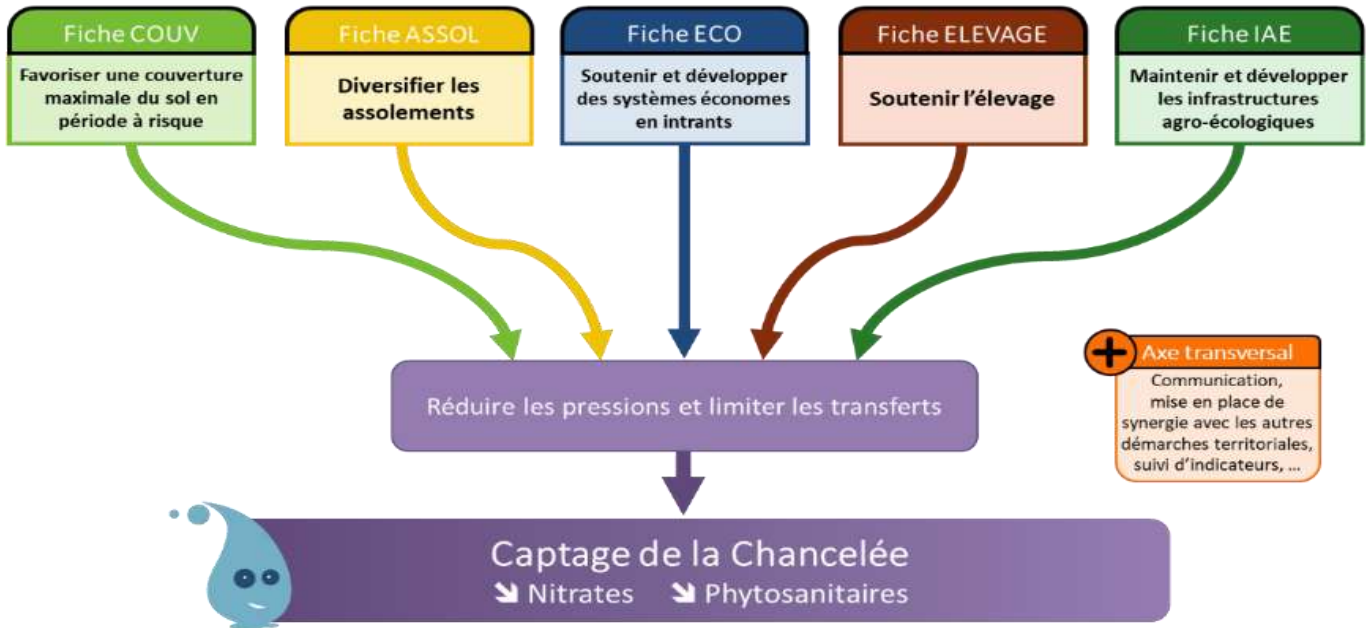 Fiche COUV
Favoriser une couverture
maximale du sol en
période à risque
Fiche ASSOL
Diversifier les
assolements
Fiche ECO
Soutenir et développer
des systèmes économes
en intrants
Fiche ELEVAGE
Soutenir l'élevage
Fiche IAE
Maintenir et développer
les infrastructures
agro-écologiques
Réduire les pressions et limiter les transferts
Axe transversal
Communication,
mise en place de
synergie avec les autres
démarches territoriales,
suivi d'indicateurs, ...
Captage de la Chancelée
Nitrates Phytosanitaires